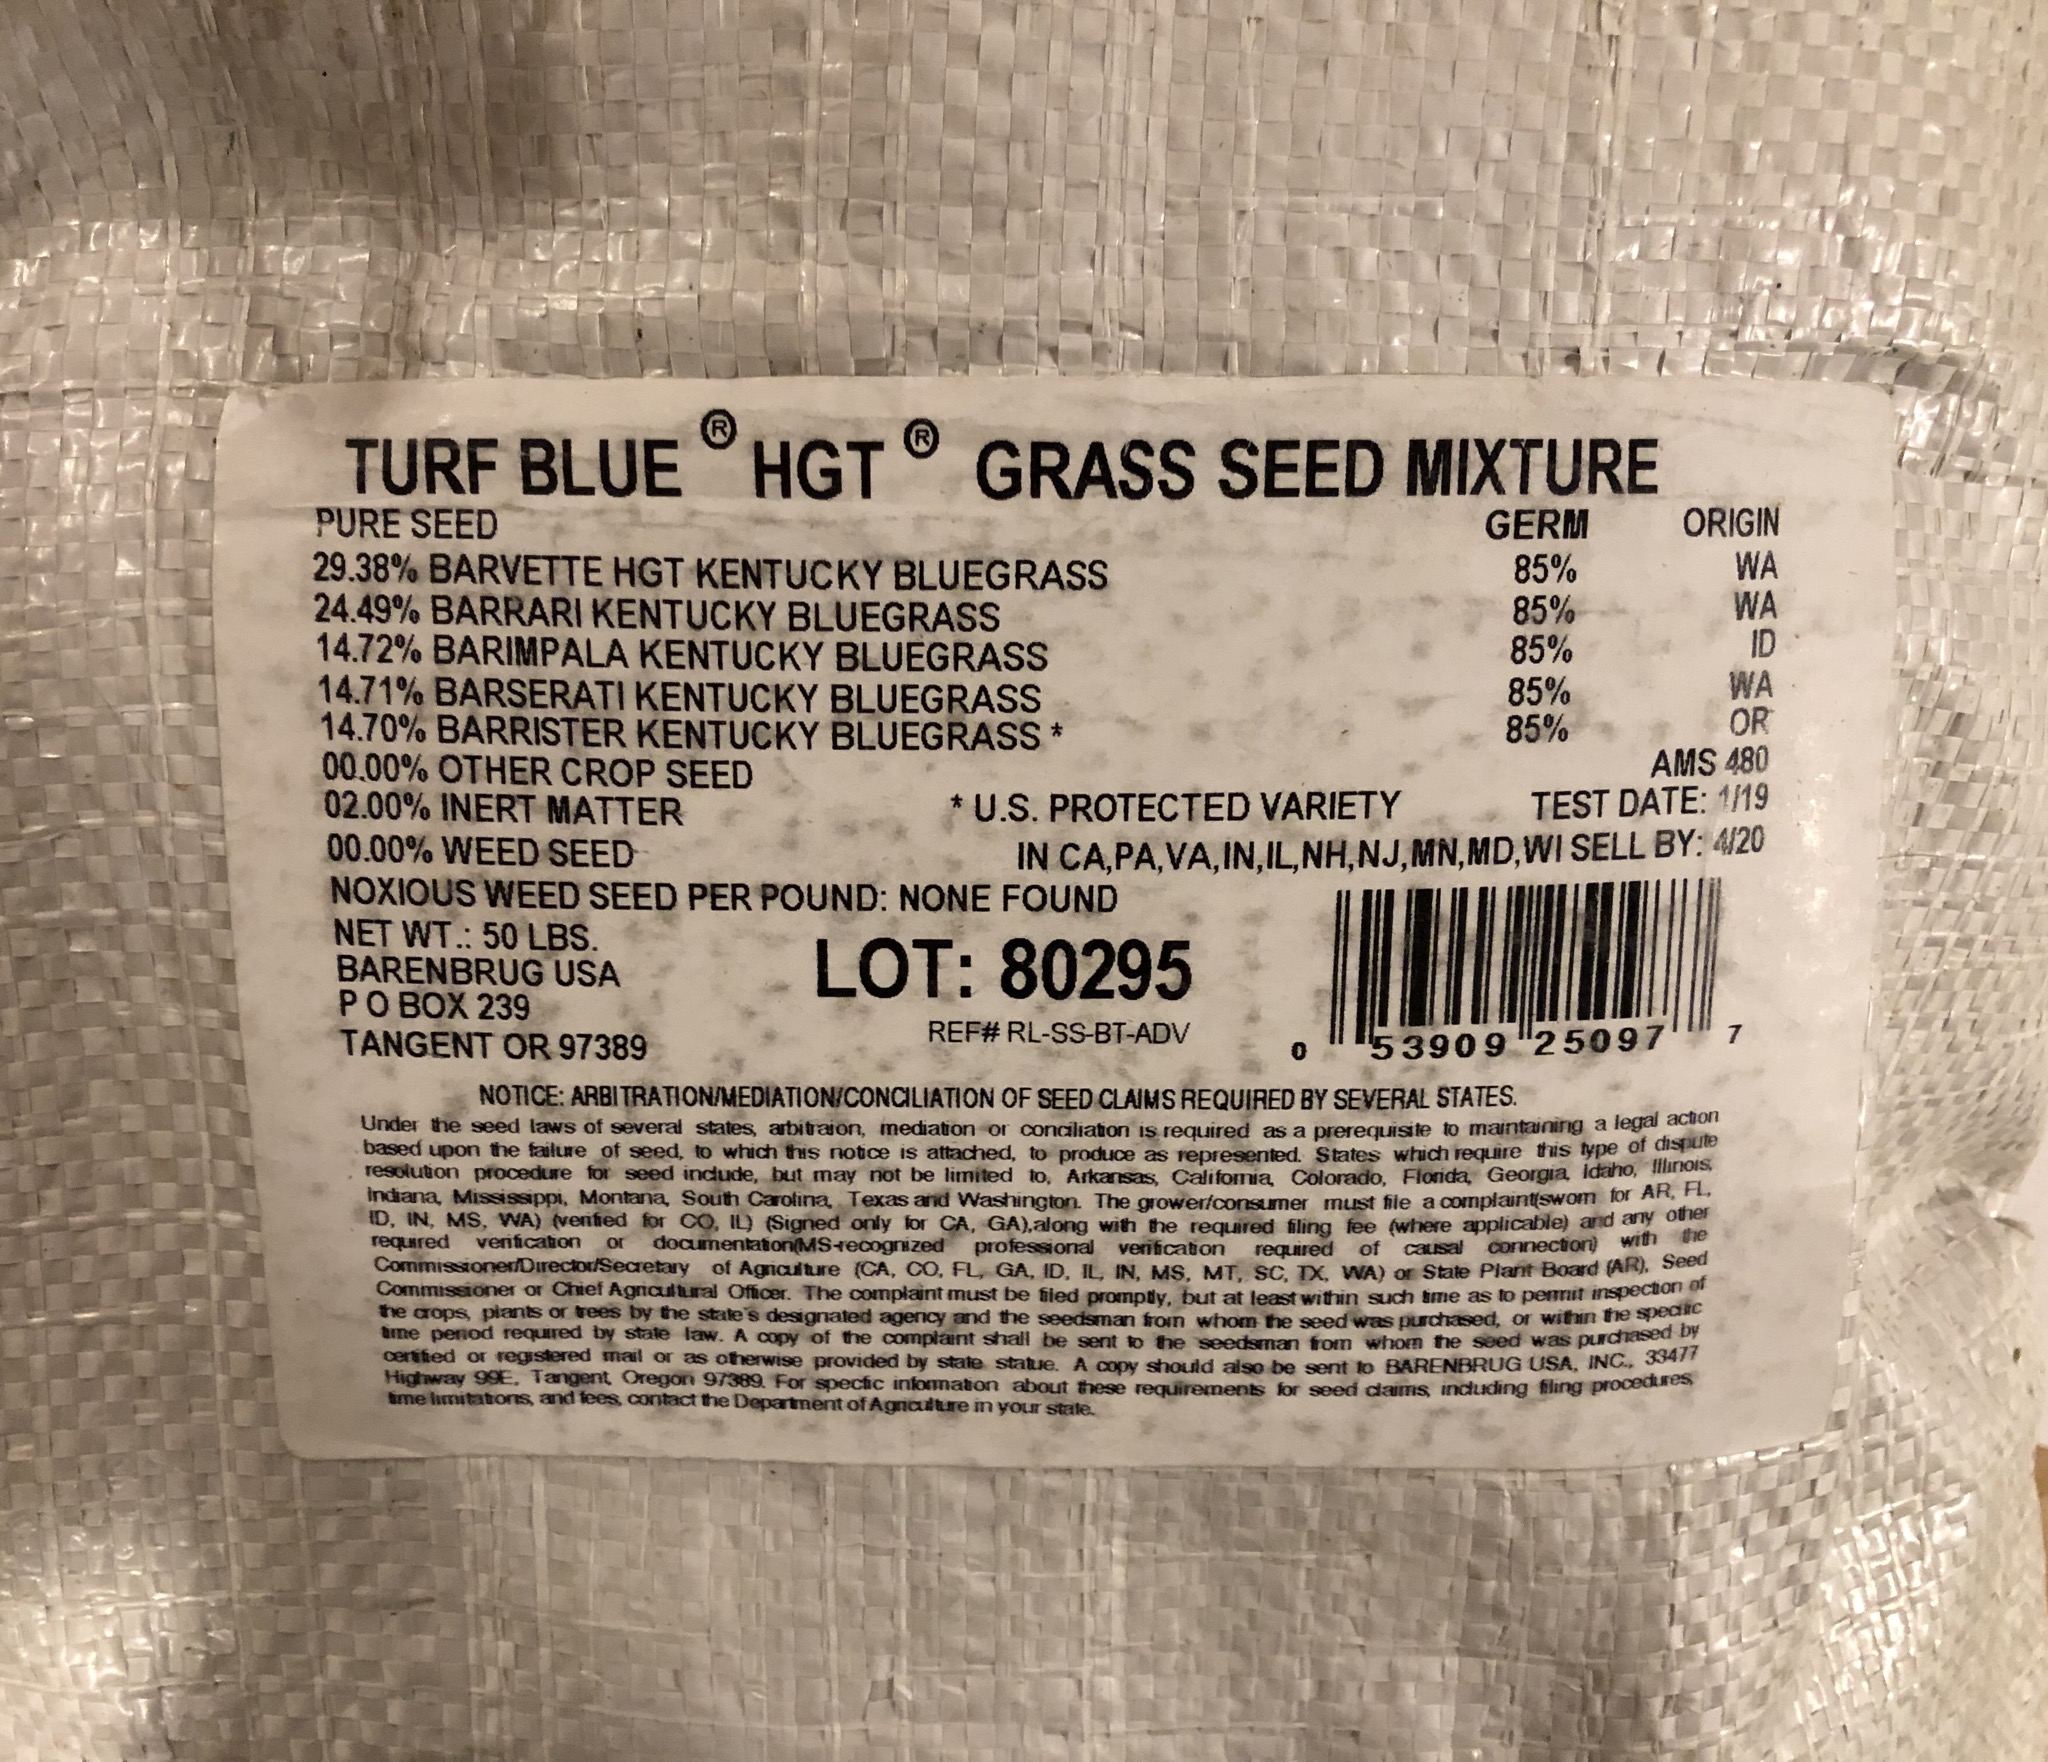 TURF BLUE ® HGT ® GRASS SEED MIXTURE
PURE SEED GERM ORIGIN
29.38% BARVETTE HGT KENTUCKY BLUEGRASS 85% WA
24.49% BARRARI KENTUCKY BLUEGRASS 85% WA
14.72% BARIMPALA KENTUCKY BLUEGRASS 85% ID
14.71% BARSERATI KENTUCKY BLUEGRASS 85% WA
14.70% BARRISTER KENTUCKY BLUEGRASS * 85% OR
00.00% OTHER CROP SEED AMS 480
02.00% INERT MATTER * U.S. PROTECTED VARIETY TEST DATE: 1/19
00.00% WEED SEED IN CA,PA,VA,IN,IL,NH,NJ,MN,MD,WI SELL BY: 4/20
NOXIOUS WEED SEED PER POUND: NONE FOUND
NET WT.: 50 LBS.
BARENBRUG USA
P O BOX 239
TANGENT OR 97389
LOT: 80295
REF# RL-SS-BT-ADV
0 53909 25097 7
NOTICE: ARBITRATION/MEDIATION/CONCILIATION OF SEED CLAIMS REQUIRED BY SEVERAL STATES.
Under the seed laws of several states, arbitraion, mediation or conciliation is required as a prerequisite to maintaining a legal action
based upon the failure of seed, to which this notice is attached, to produce as represented. States which require this type of dispute
resolution procedure for seed include, but may not be limited to, Arkansas, California, Colorado, Florida, Georgia, Idaho, Illinois,
Indiana, Mississippi, Montana, South Carolina, Texas and Washington. The grower/consumer must file a complaint(sworn for AR, FL,
ID, IN, MS, WA) (verified for CO, IL) (Signed only for CA, GA),along with the required filing fee (where applicable) and any other
required verification or documentation(MS-recognized professional verification required of causal connection) with the
Commissioner/Director/Secretary of Agriculture (CA, CO, FL, GA, ID, IL, IN, MS, MT, SC, TX, WA) or State Plant Board (AR), Seed
Commissioner or Chief Agricultural Officer. The complaint must be filed promptly, but at least within such time as to permit inspection of
the crops, plants or trees by the state's designated agency and the seedsman from whom the seed was purchased, or within the specific
time period required by state law. A copy of the complaint shall be sent to the seedsman from whom the seed was purchased by
certified or registered mail or as otherwise provided by state statue. A copy should also be sent to BARENBRUG USA, INC., 33477
Highway 99E, Tangent, Oregon 97389. For specfic information about these requirements for seed claims, including filing procedures,
time limitations, and fees, contact the Department of Agriculture in your state.